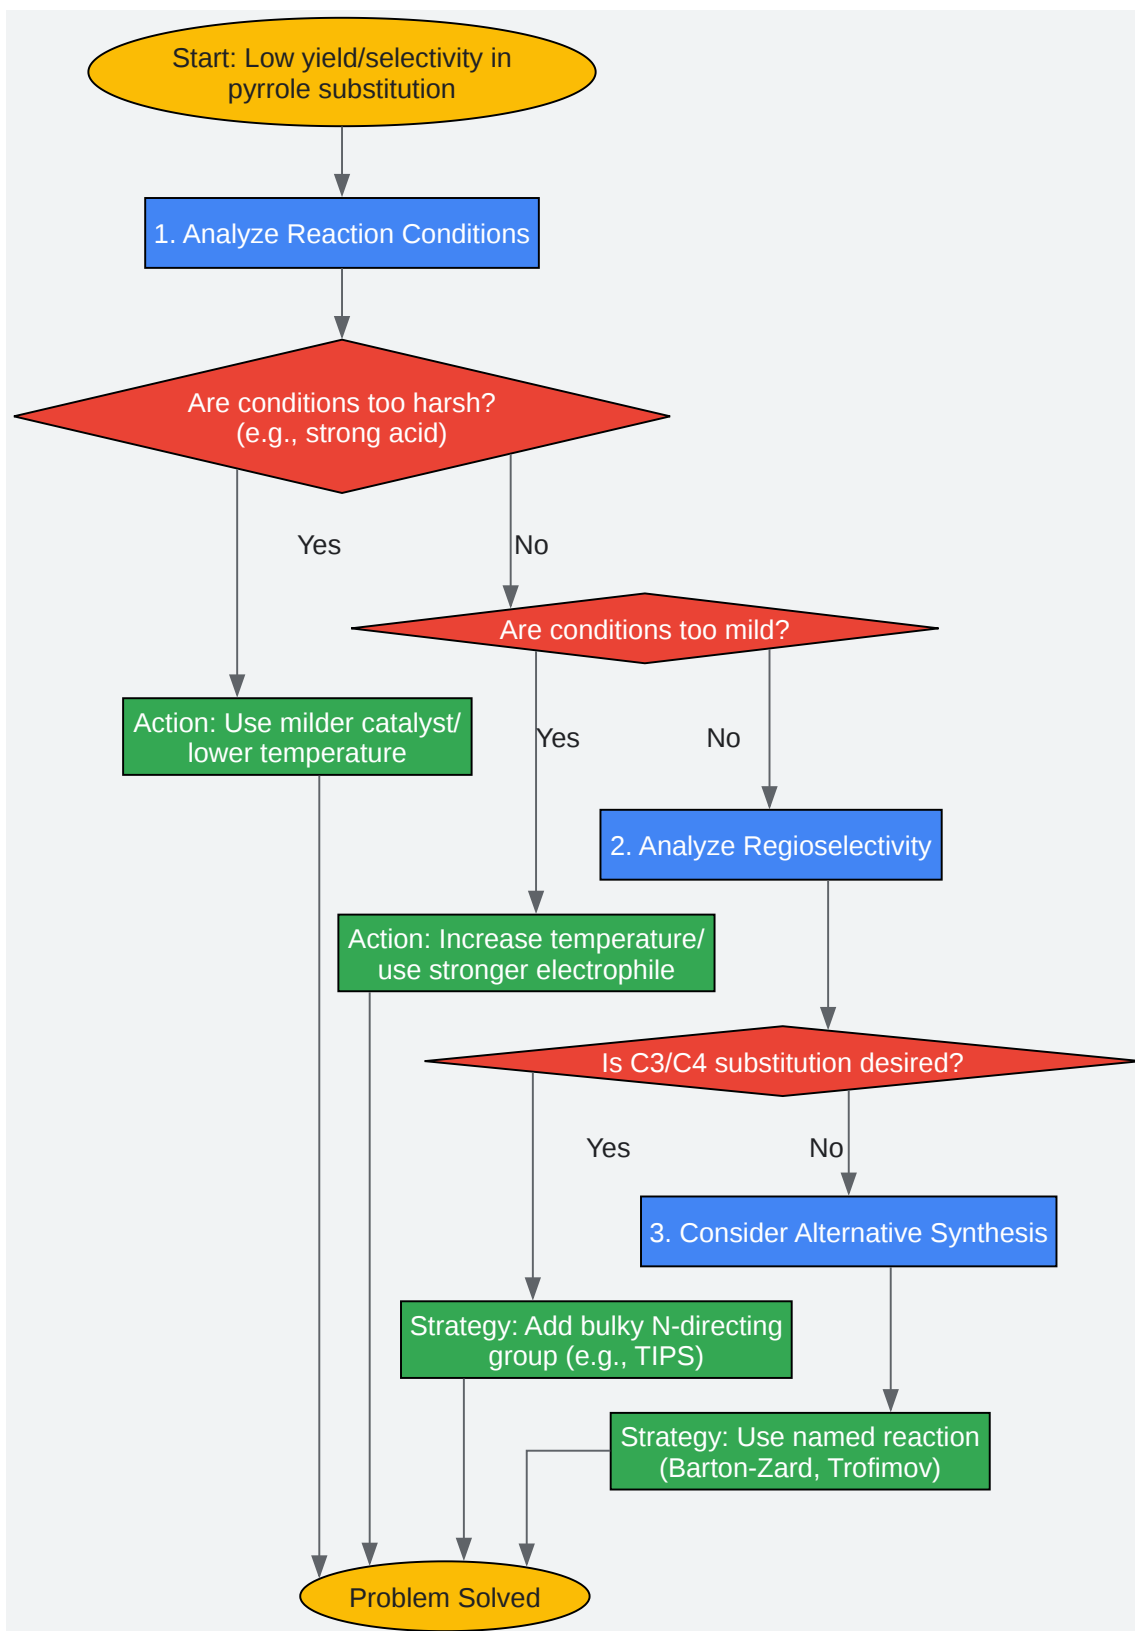 Start: Low yield/selectivity in
pyrrole substitution
1. Analyze Reaction Conditions
Are conditions too harsh?
(e.g., strong acid)
Yes
No
Are conditions too mild?
Action: Use milder catalyst/
lower temperature
Yes
No
2. Analyze Regioselectivity
Action: Increase temperature/
use stronger electrophile
Is C3/C4 substitution desired?
Yes
No
3. Consider Alternative Synthesis
Strategy: Add bulky N-directing
group (e.g., TIPS)
Strategy: Use named reaction
(Barton-Zard, Trofimov)
Problem Solved